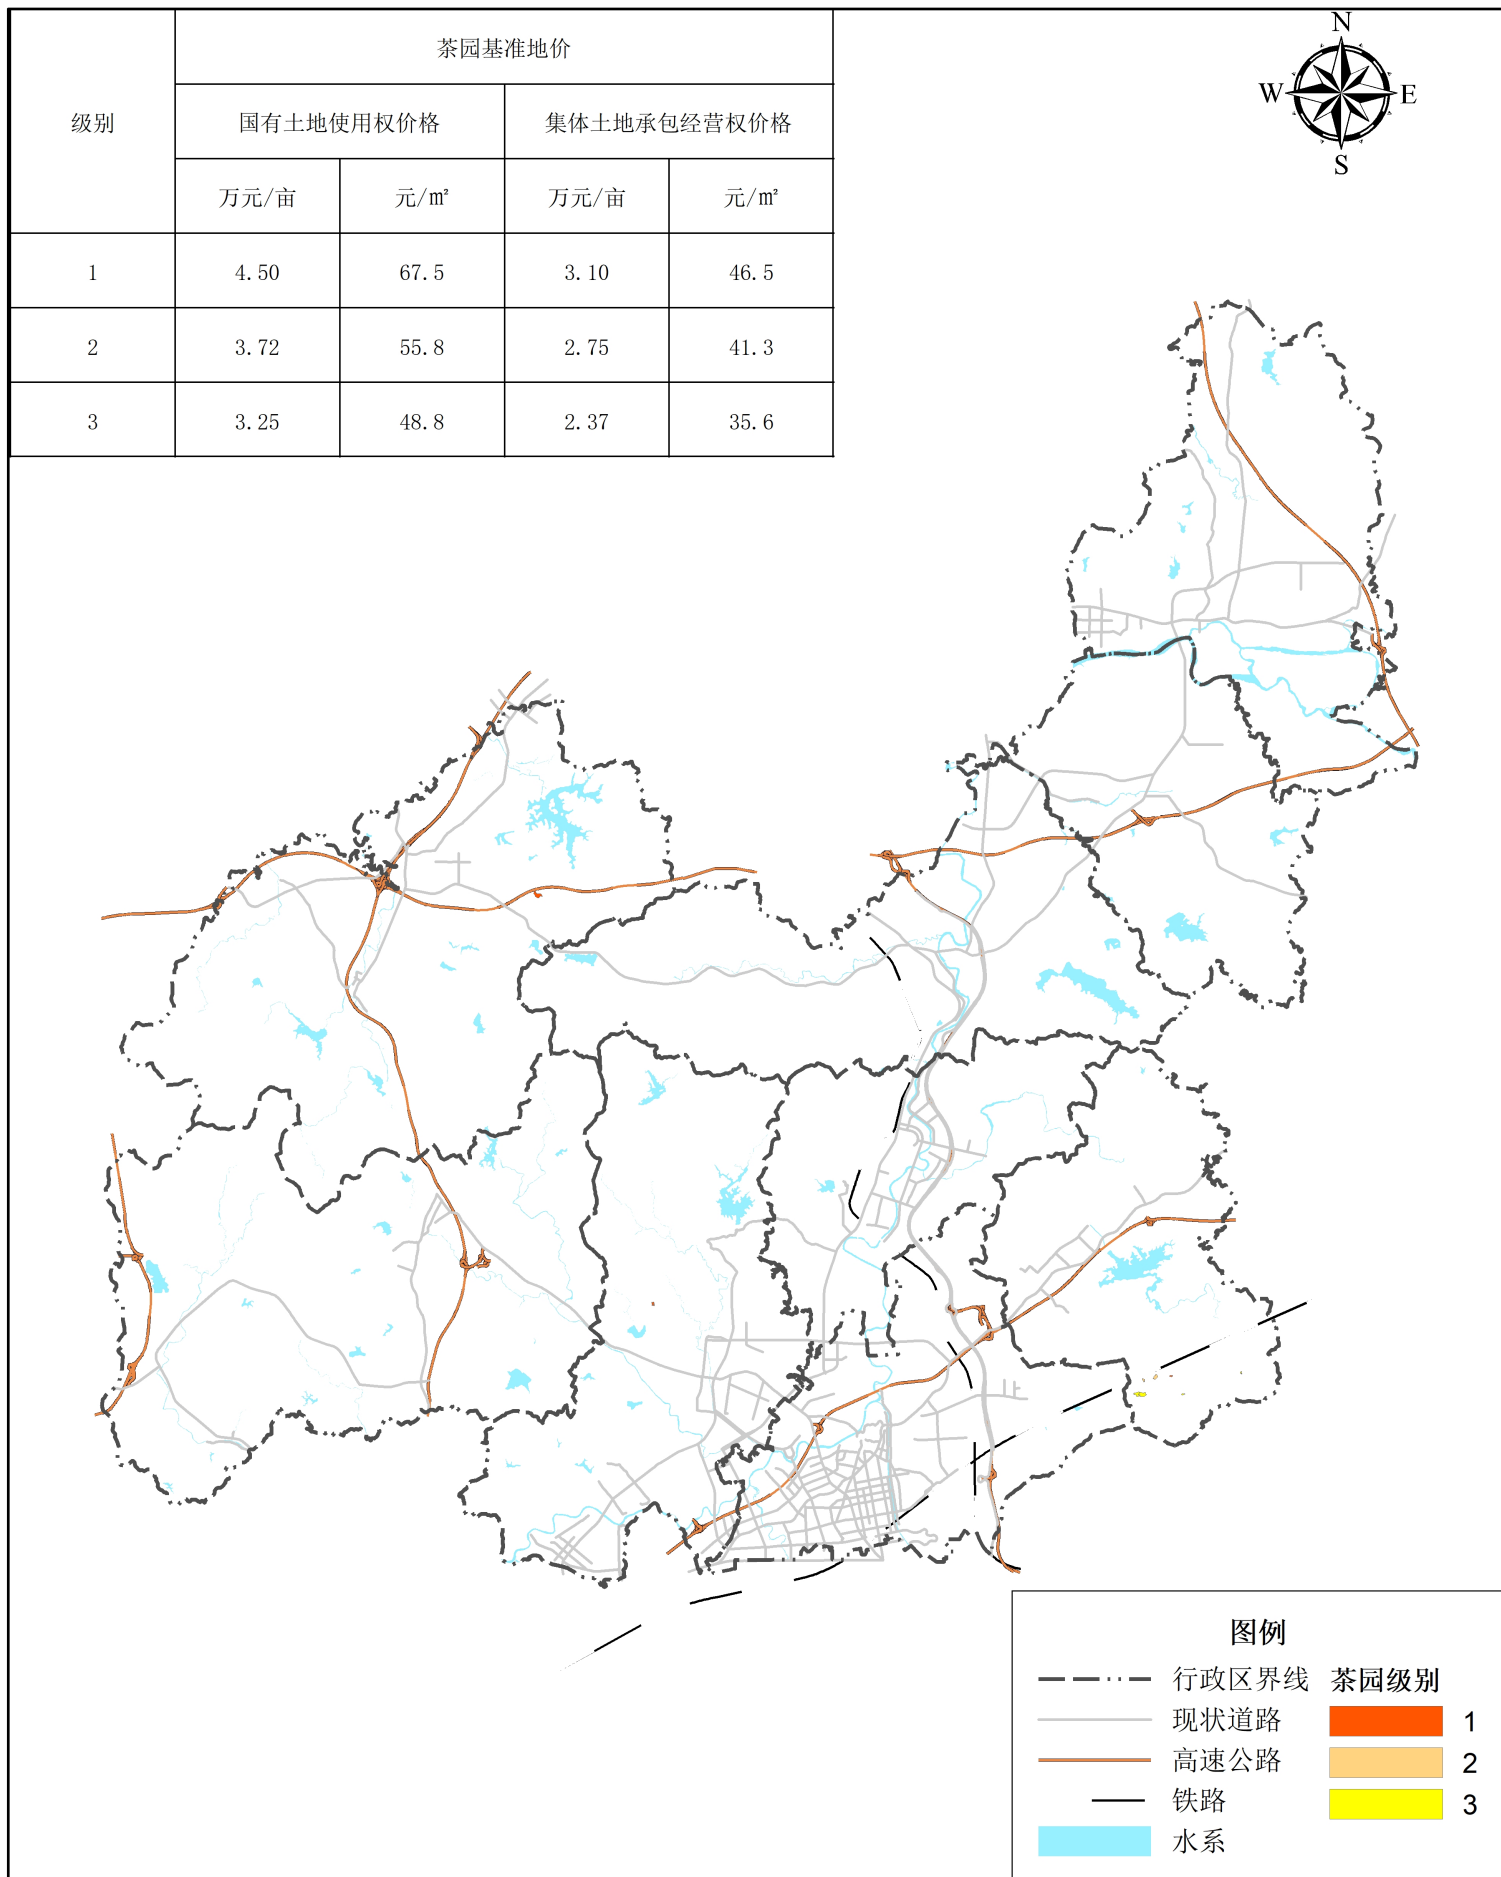 茶园基准地价
级别
国有土地使用权价格 集体土地承包经营权价格
万元/亩 元/㎡ 万元/亩 元/㎡
1 4.50 67.5 3.10 46.5
2 3.72 55.8 2.75 41.3
3 3.25 48.8 2.37 35.6
N
W E
S
图例
行政区界线 茶园级别
现状道路 1
高速公路 2
铁路 3
水系